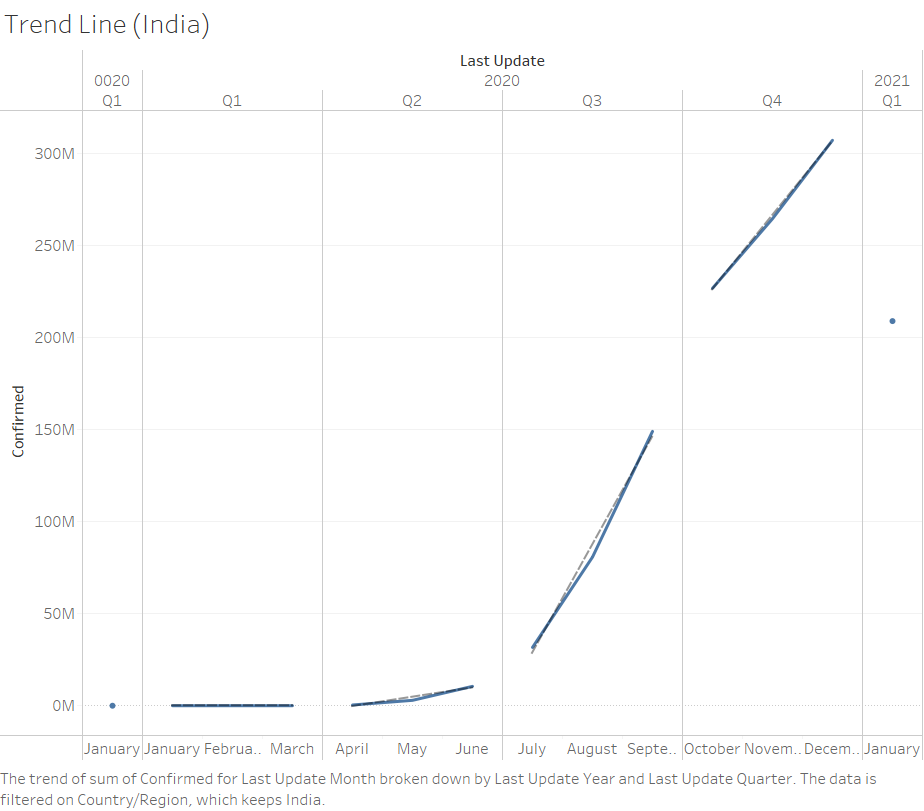 Trend Line (India)
Last Update
0020 2020 2021
Q1 Q1 Q2 Q3 Q4 Q1
300M
250M
200M
150M
100M
50M
0M
Confirmed
January January Februa.. March April May June July August Septe.. October Novem.. Decem.. January
The trend of sum of Confirmed for Last Update Month broken down by Last Update Year and Last Update Quarter. The data is
filtered on Country/Region, which keeps India.